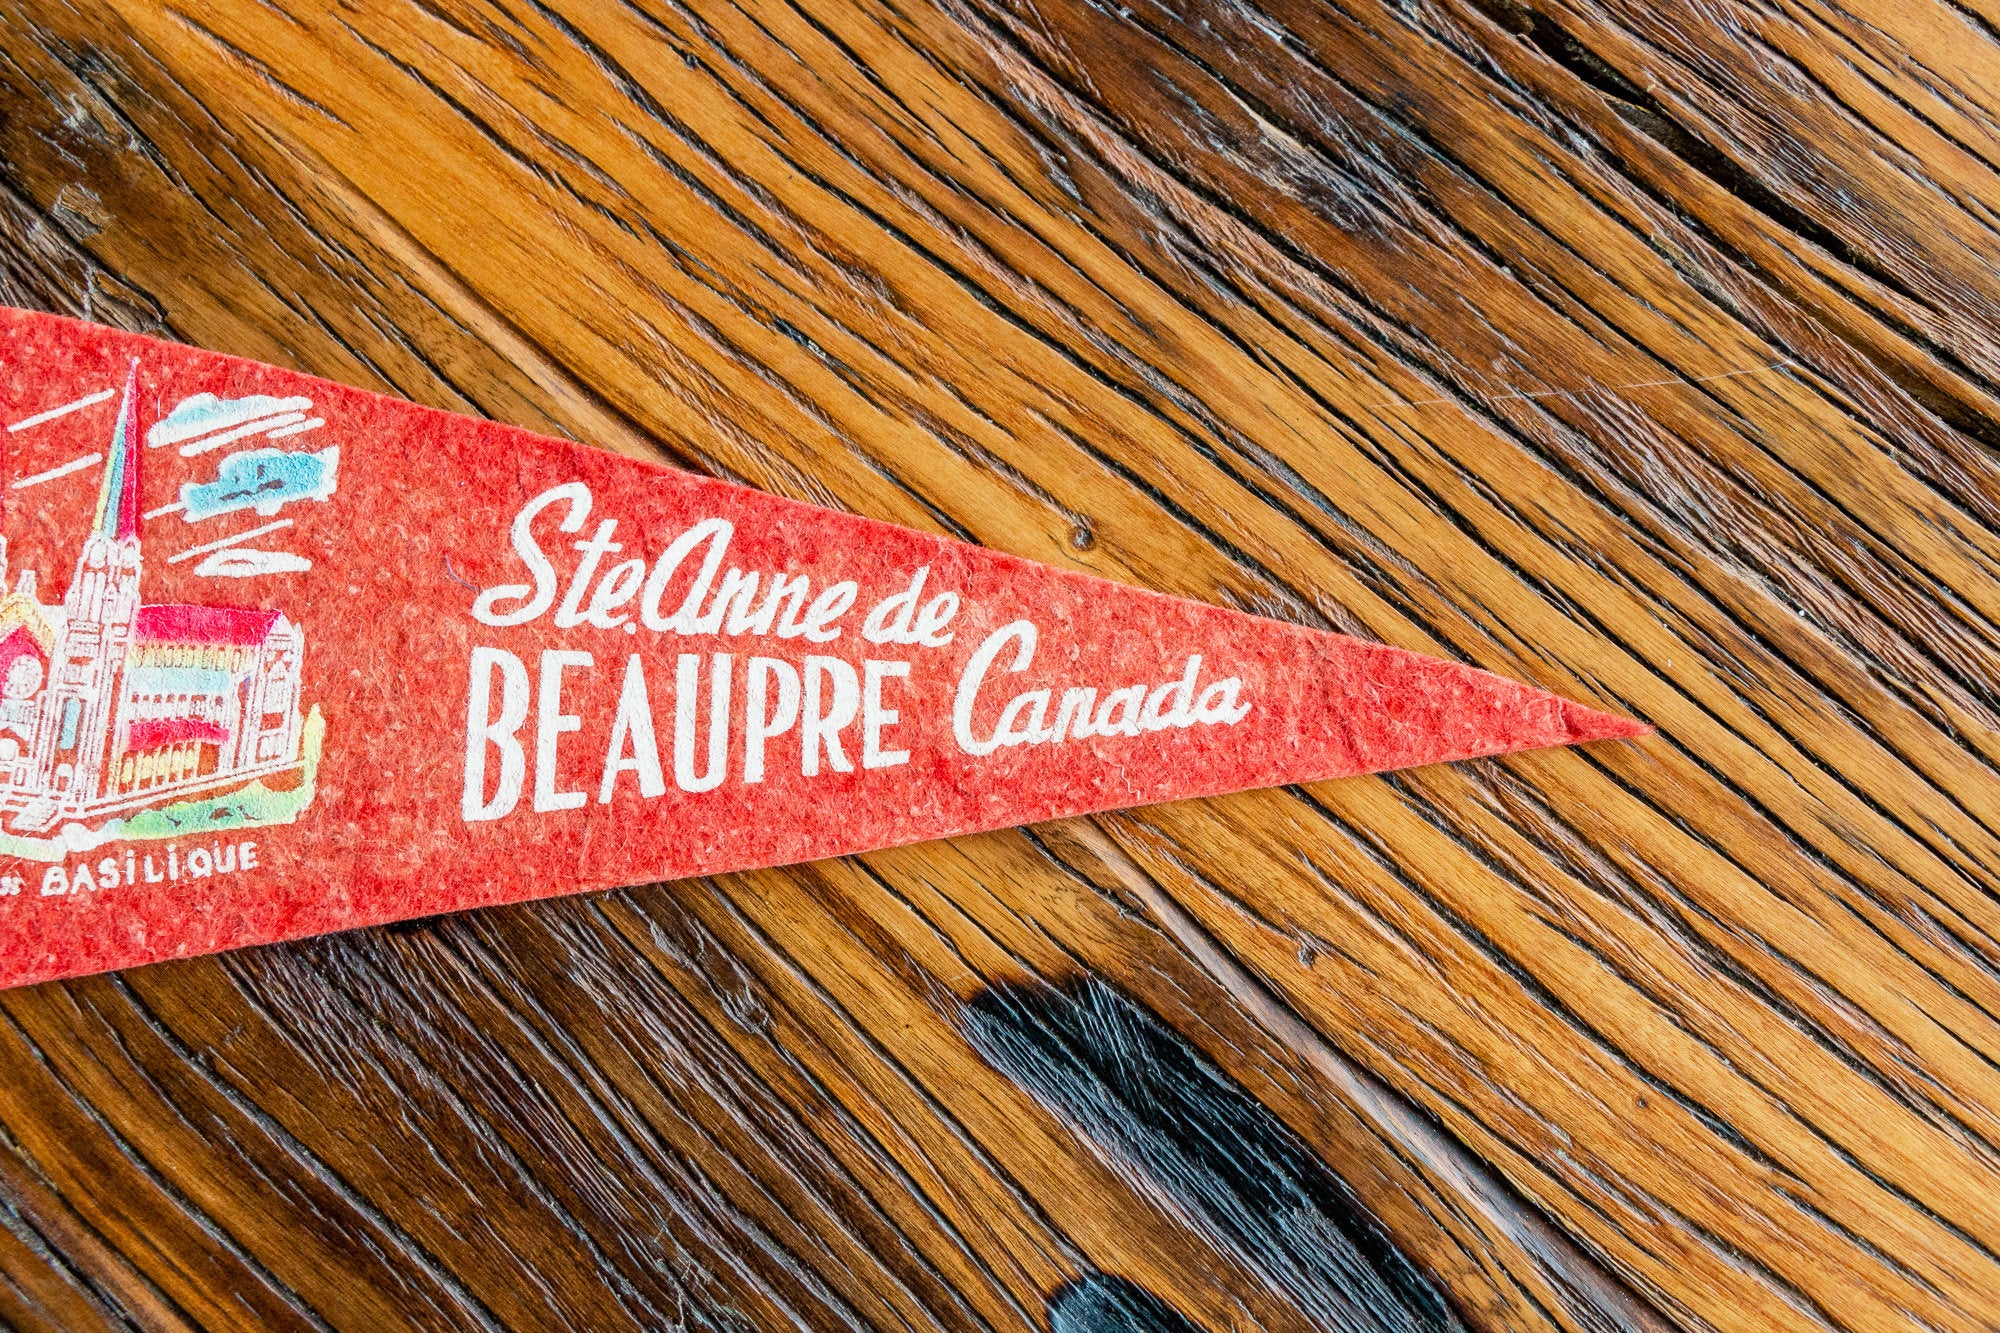 Ste. Anne de
BEAUPRE Canada
BASILIQUE